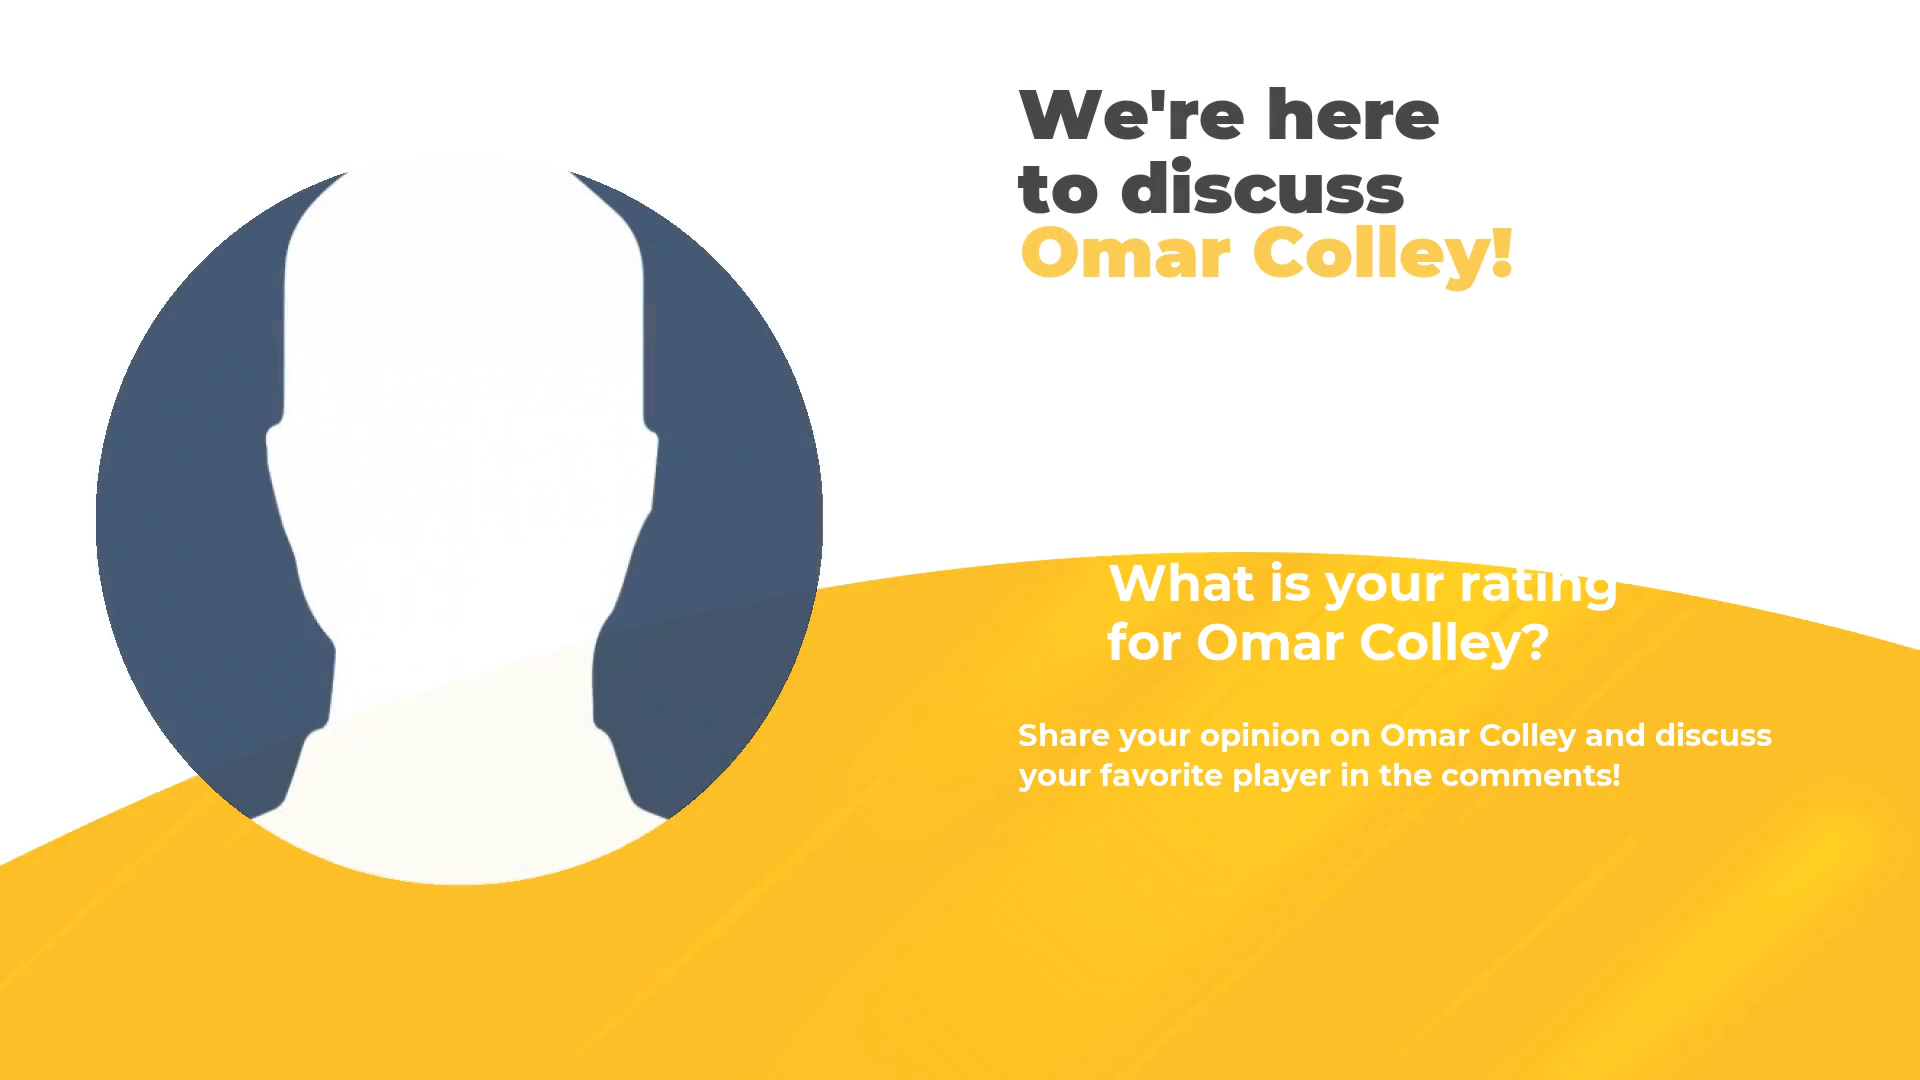 We're here
to discuss
Omar Colley!
What is your rating
for Omar Colley?
Share your opinion on Omar Colley and discuss
your favorite player in the comments!